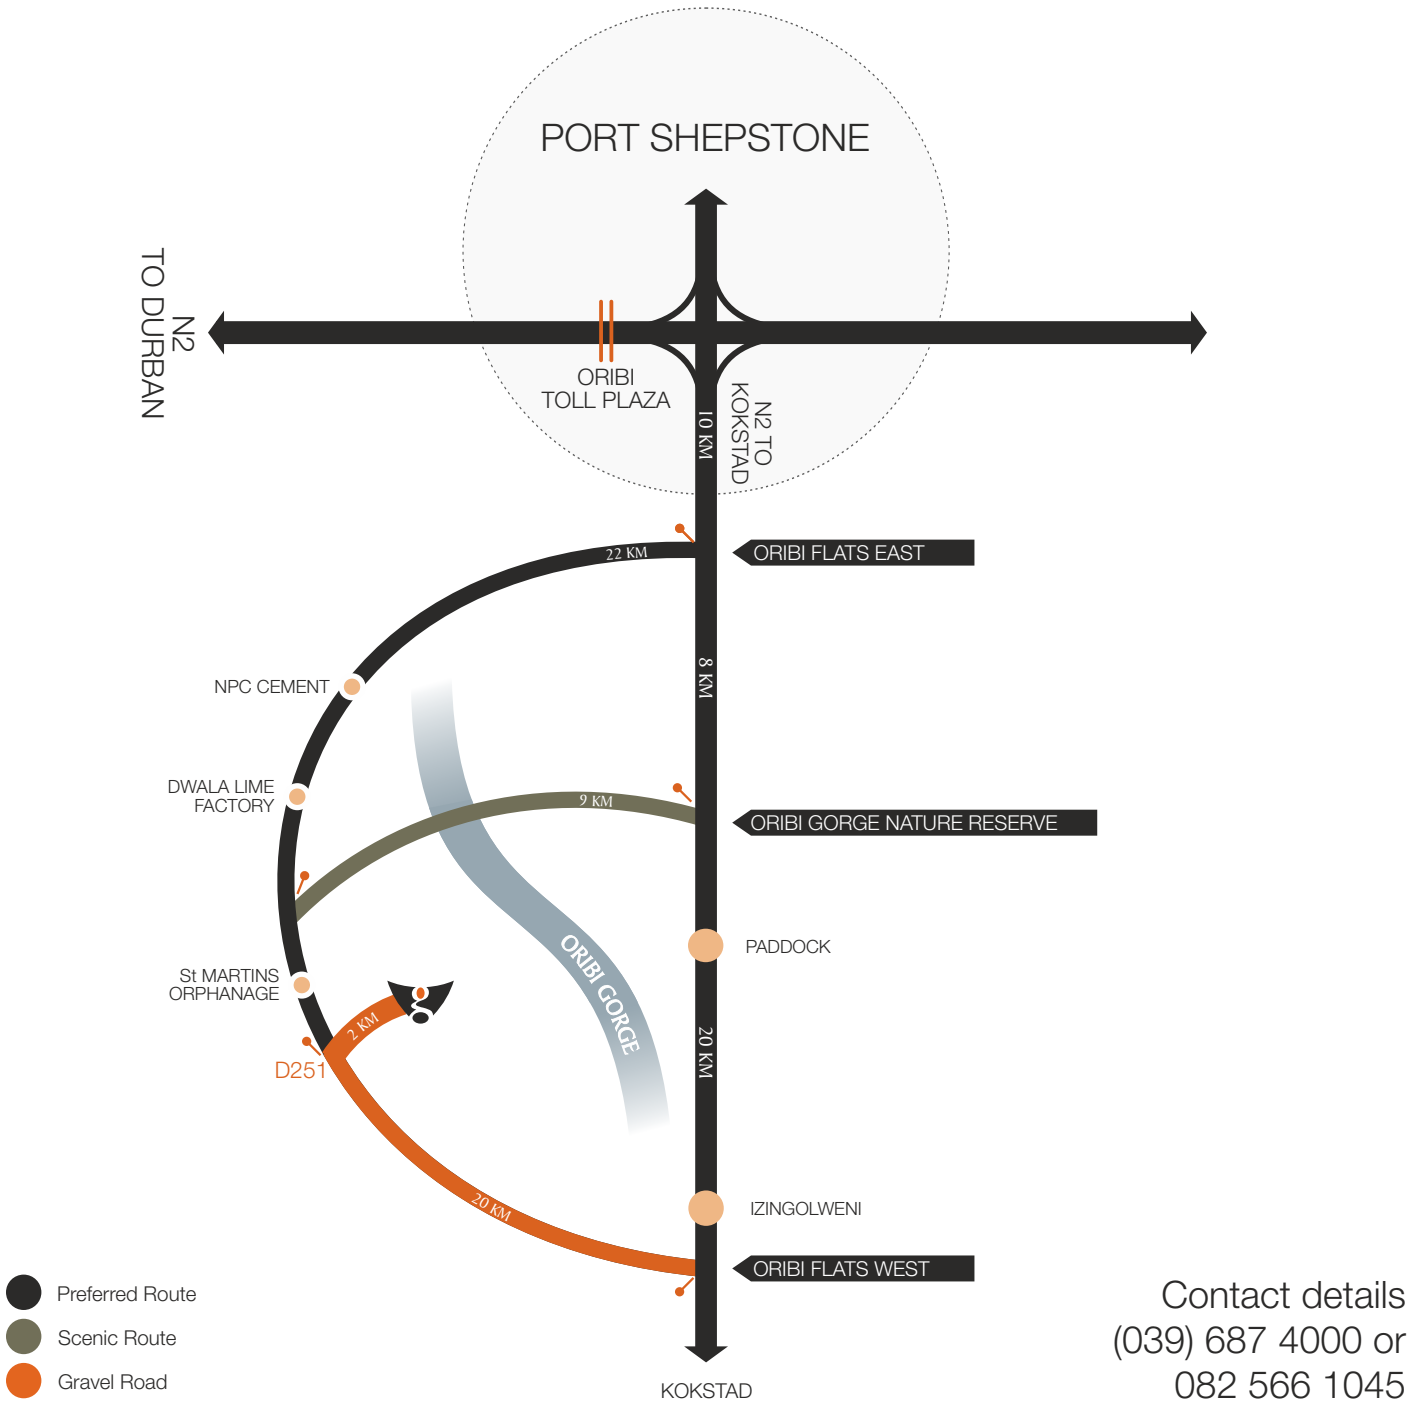 PORT SHEPSTONE
N2
TO DURBAN
ORIBI
TOLL PLAZA
N2 TO
KOKSTAD
10 KM
22 KM
ORIBI FLATS EAST
8 KM
NPC CEMENT
DWALA LIME
FACTORY
9 KM
ORIBI GORGE NATURE RESERVE
ORIBI GORGE
PADDOCK
St MARTINS
ORPHANAGE
2 KM
D251
20 KM
20 KM
IZINGOLWENI
ORIBI FLATS WEST
KOKSTAD
Preferred Route
Scenic Route
Gravel Road
Contact details
(039) 687 4000 or
082 566 1045